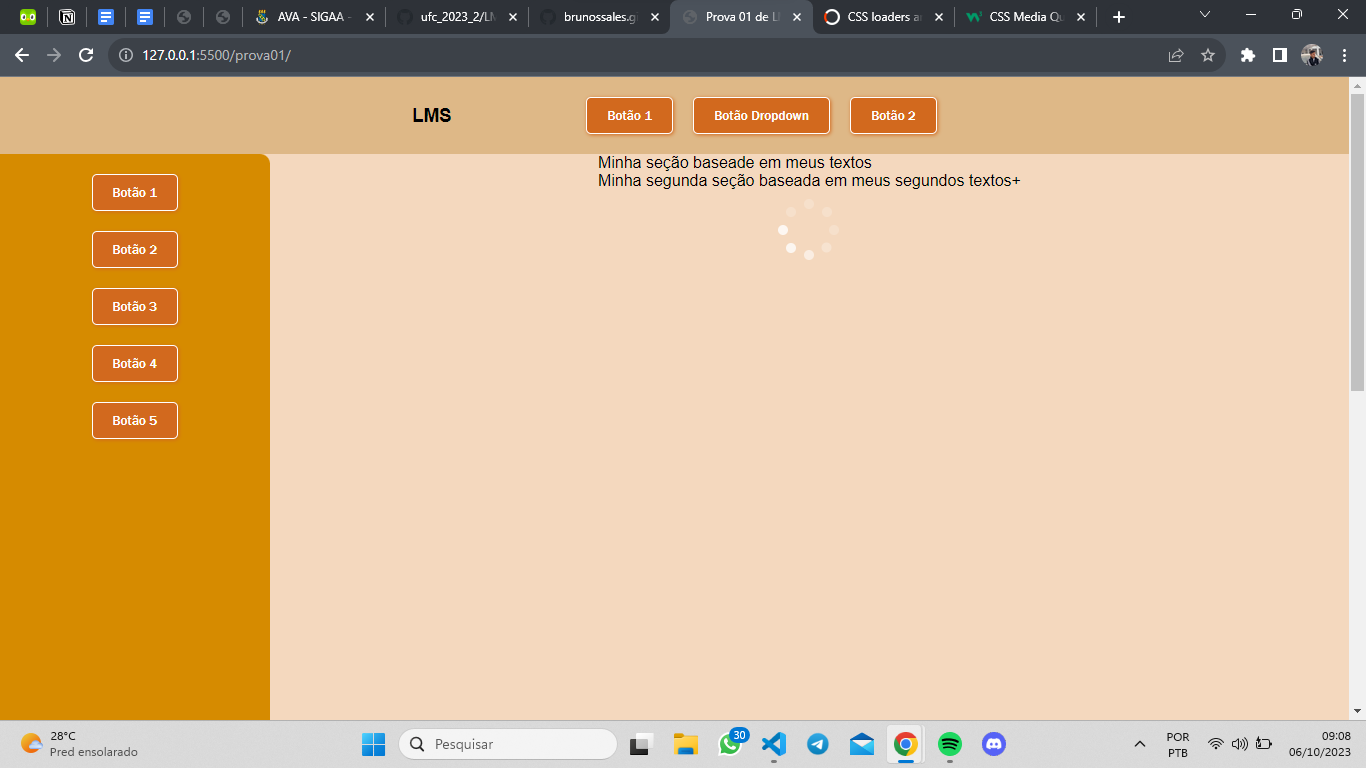 AVA - SIGAA -
ufc_2023_2/LM
brunossales.g
Prova 01 de L
CSS loaders a
CSS Media Qu
127.0.0.1:5500/prova01/
LMS
Botão 1
Botão Dropdown
Botão 2
Minha seção baseade em meus textos
Minha segunda seção baseada em meus segundos textos+
Botão 1
Botão 2
Botão 3
Botão 4
Botão 5
28°C
Pred ensolarado
Pesquisar
30
POR
PTB
09:08
06/10/2023